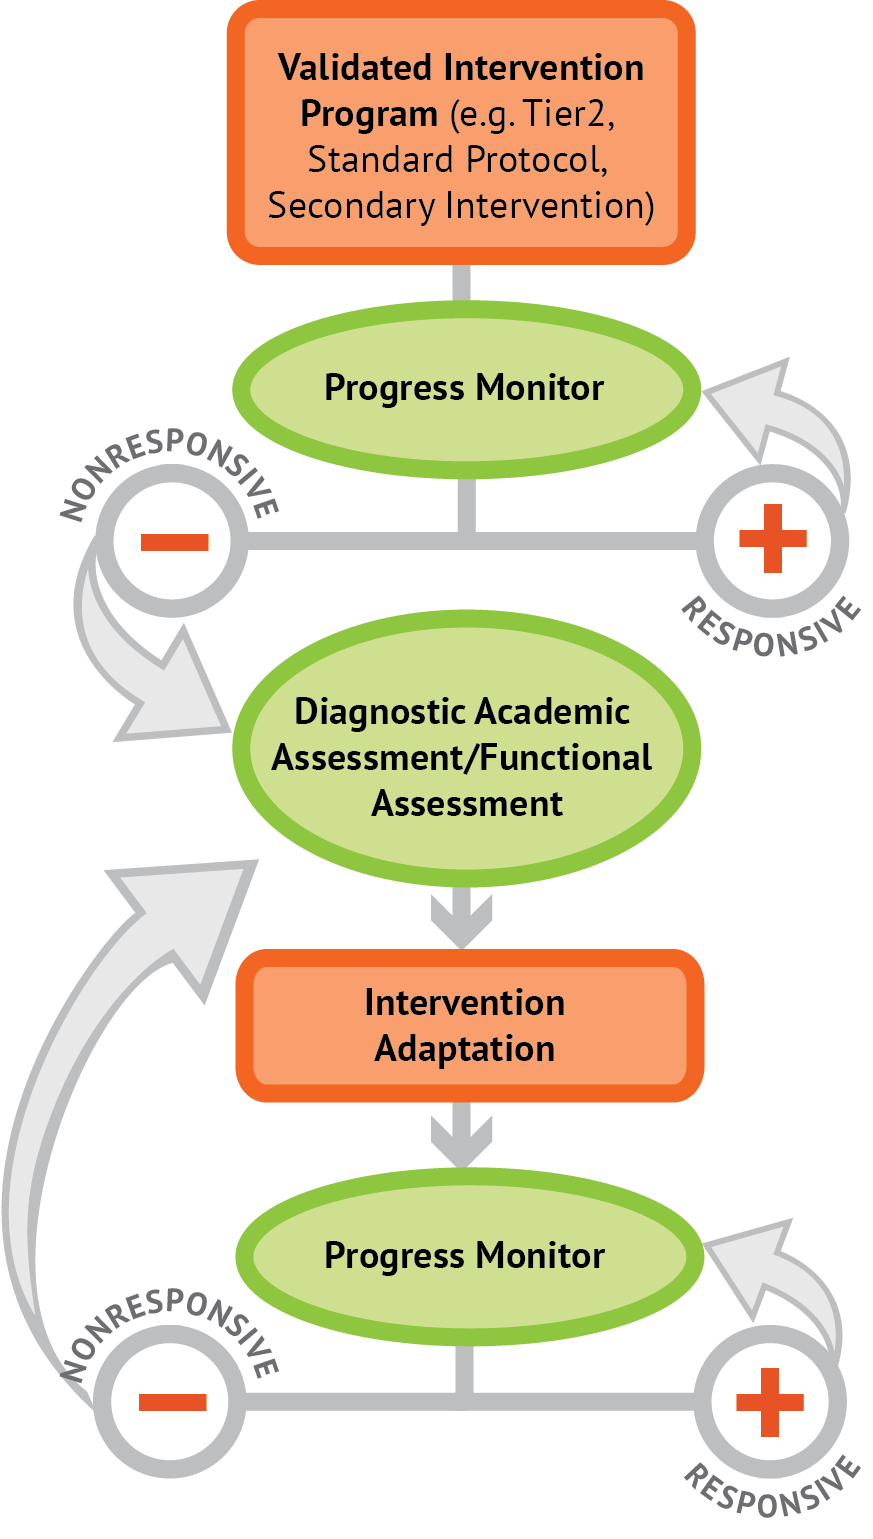 Validated Intervention
Program (e.g. Tier2,
Standard Protocol,
Secondary Intervention)
Progress Monitor
NONRESPONSIVE
RESPONSIVE
Diagnostic Academic
Assessment/Functional
Assessment
Intervention
Adaptation
Progress Monitor
NONRESPONSIVE
RESPONSIVE